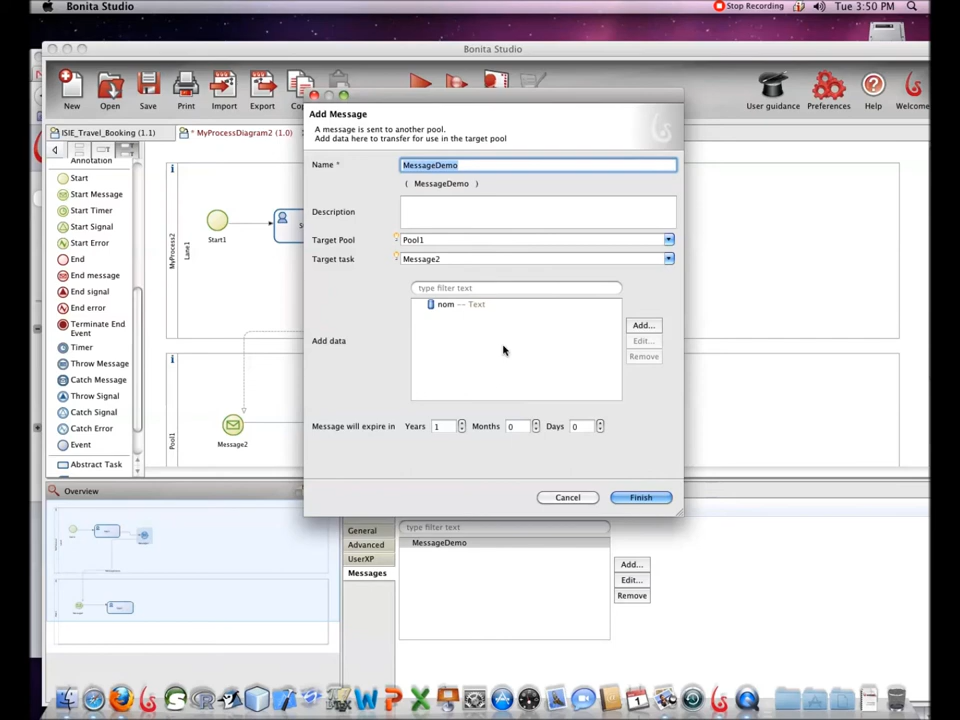 Bonita Studio
Stop Recording
Tue 3:50 PM
Bonita Studio
New
Open
Save
Print
Import
Export
User guidance
Preferences
Help
Welcome
ISIE_Travel_Booking (1.1)
* MyProcessDiagram2 (1.0)
Annotation
Start
Start Message
Start Timer
Start Signal
Start Error
End
End message
End signal
End error
Terminate End
Event
Timer
Throw Message
Catch Message
Throw Signal
Catch Signal
Catch Error
Event
Abstract Task
MyProcess2
Lane1
Start1
Pool1
Message2
Add Message
A message is sent to another pool.
Add data here to transfer for use in the target pool
Name *
MessageDemo
( MessageDemo )
Description
Target Pool
Pool1
Target task
Message2
type filter text
nom -- Text
Add data
Add...
Edit...
Remove
Message will expire in
Years 1
Months 0
Days 0
Cancel
Finish
Overview
General
Advanced
UserXP
Messages
type filter text
MessageDemo
Add...
Edit...
Remove